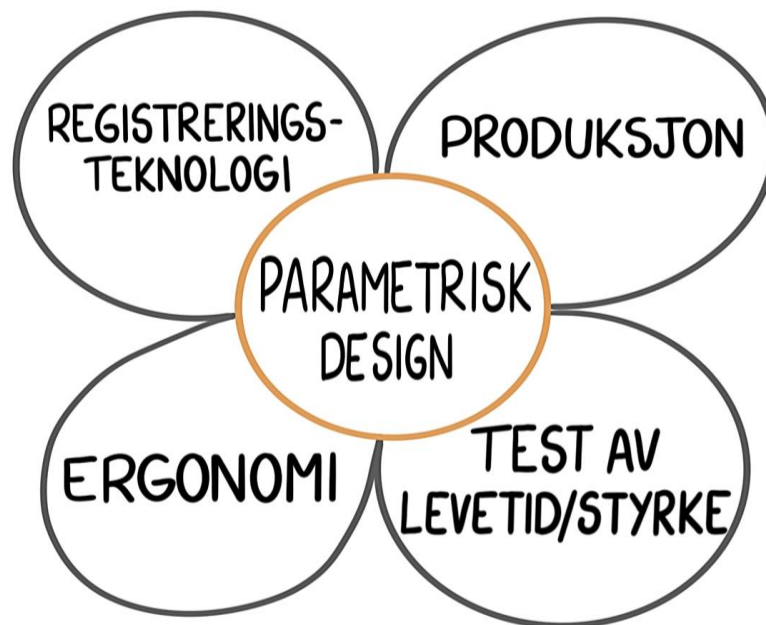 REGISTRERINGS-
TEKNOLOGI
PRODUKSJON
PARAMETRISK
DESIGN
ERGONOMI
TEST AV
LEVETID/STYRKE